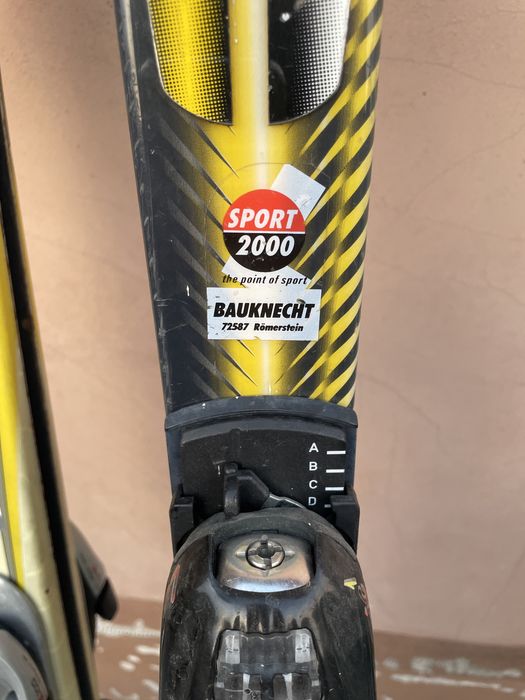 SPORT
2000
the point of sport
BAUKNECHT
72587 Römerstein
A
B
C
D